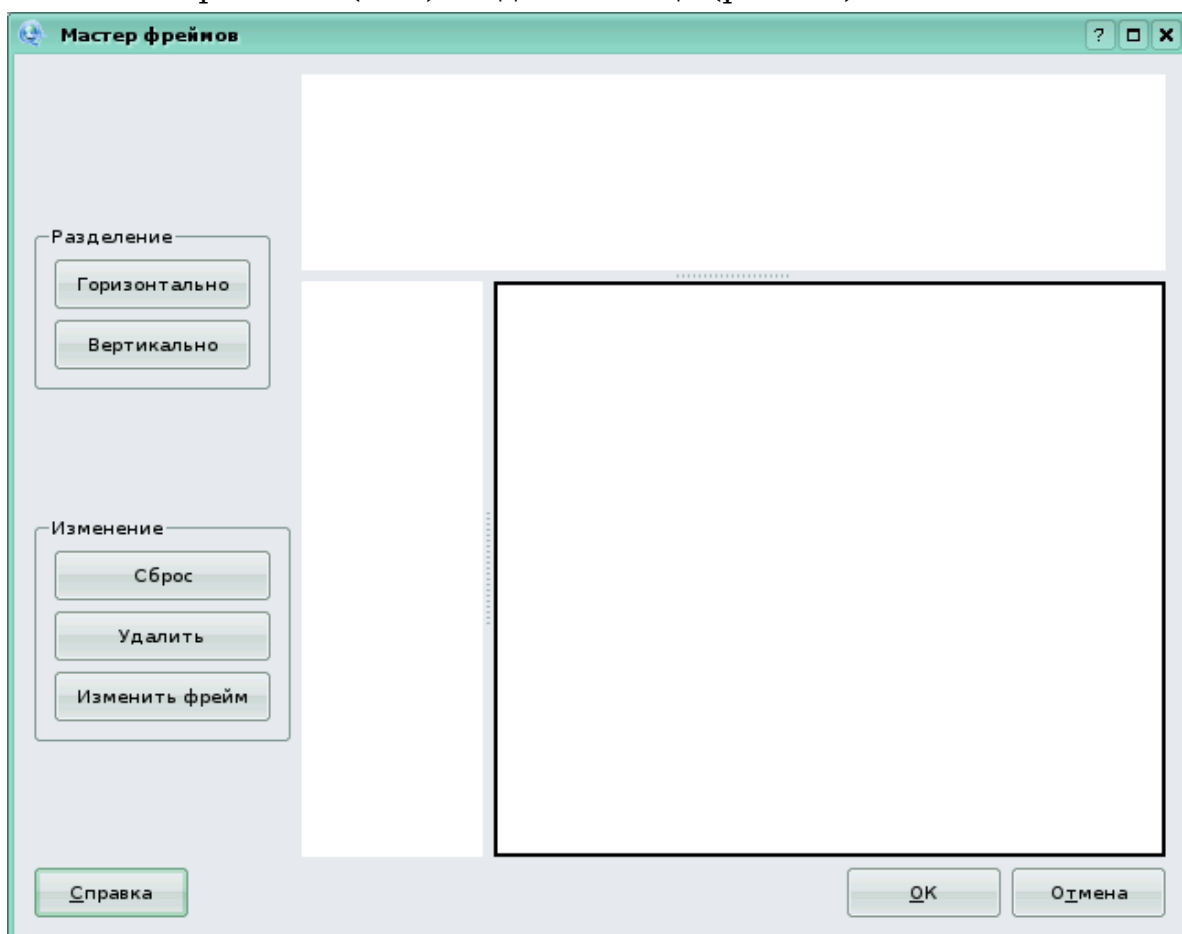 Мастер фреймов
Разделение
Горизонтально
Вертикально
Изменение
Сброс
Удалить
Изменить фрейм
Справка
OK
Отмена